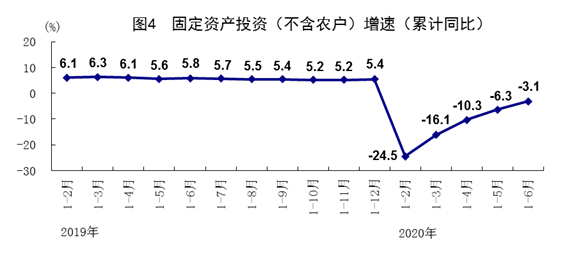 图4 固定资产投资（不含农户）增速（累计同比）
(%)
20
10
0
-10
-20
-30
6.1 6.3 6.1 5.6 5.8 5.7 5.5 5.4 5.2 5.2 5.4
-24.5 -16.1 -10.3 -6.3 -3.1
1-2月 1-3月 1-4月 1-5月 1-6月 1-7月 1-8月 1-9月 1-10月 1-11月 1-12月 1-2月 1-3月 1-4月 1-5月 1-6月
2019年 2020年